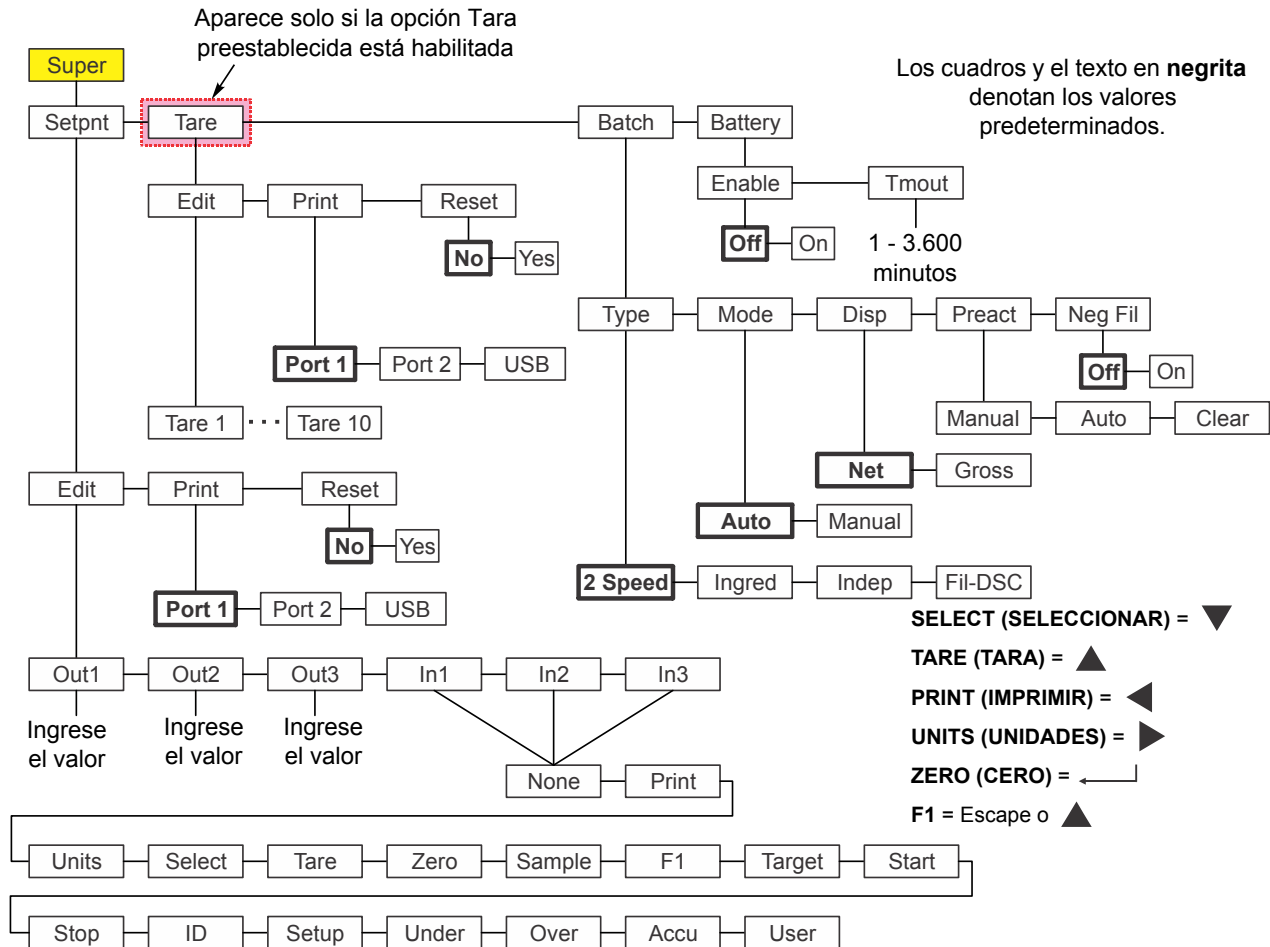 Aparece solo si la opción Tara
preestablecida está habilitada
Super
Los cuadros y el texto en negrita
denotan los valores
predeterminados.
Setpnt Tare Batch Battery
Edit Print Reset
Enable Tmout
No Yes
Off On
1 - 3.600
minutos
Type Mode Disp Preact Neg Fil
Port 1 Port 2 USB
Off On
Tare 1 ··· Tare 10
Manual Auto Clear
Net Gross
Edit Print Reset
Auto Manual
No Yes
2 Speed Ingred Indep Fil-DSC
Port 1 Port 2 USB
SELECT (SELECCIONAR) = ▼
TARE (TARA) = ▲
PRINT (IMPRIMIR) = ◀
UNITS (UNIDADES) = ▶
ZERO (CERO) = ↵
F1 = Escape o ▲
Out1 Out2 Out3 In1 In2 In3
Ingrese
el valor
Ingrese
el valor
Ingrese
el valor
None Print
Units Select Tare Zero Sample F1 Target Start
Stop ID Setup Under Over Accu User